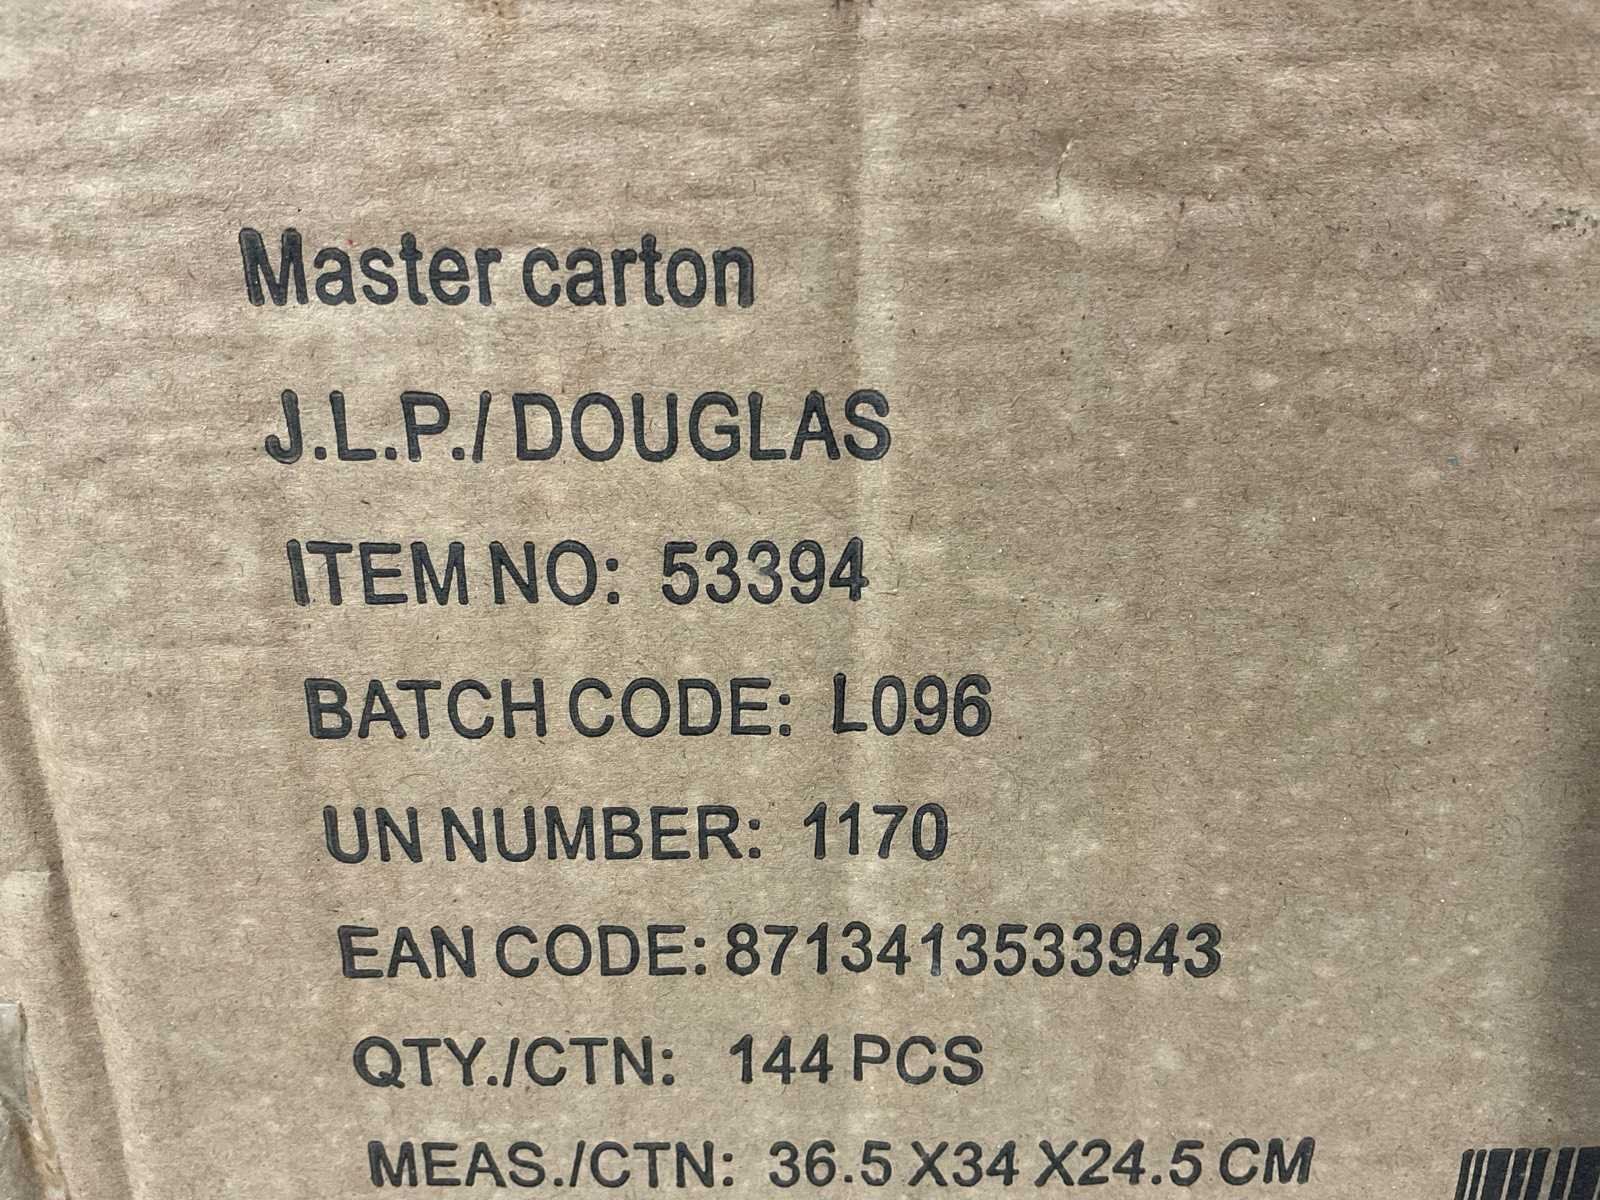 Master carton
J.L.P./ DOUGLAS
ITEM NO: 53394
BATCH CODE: L096
UN NUMBER: 1170
EAN CODE: 8713413533943
QTY./CTN: 144 PCS
MEAS./CTN: 36.5 X34 X24.5 CM